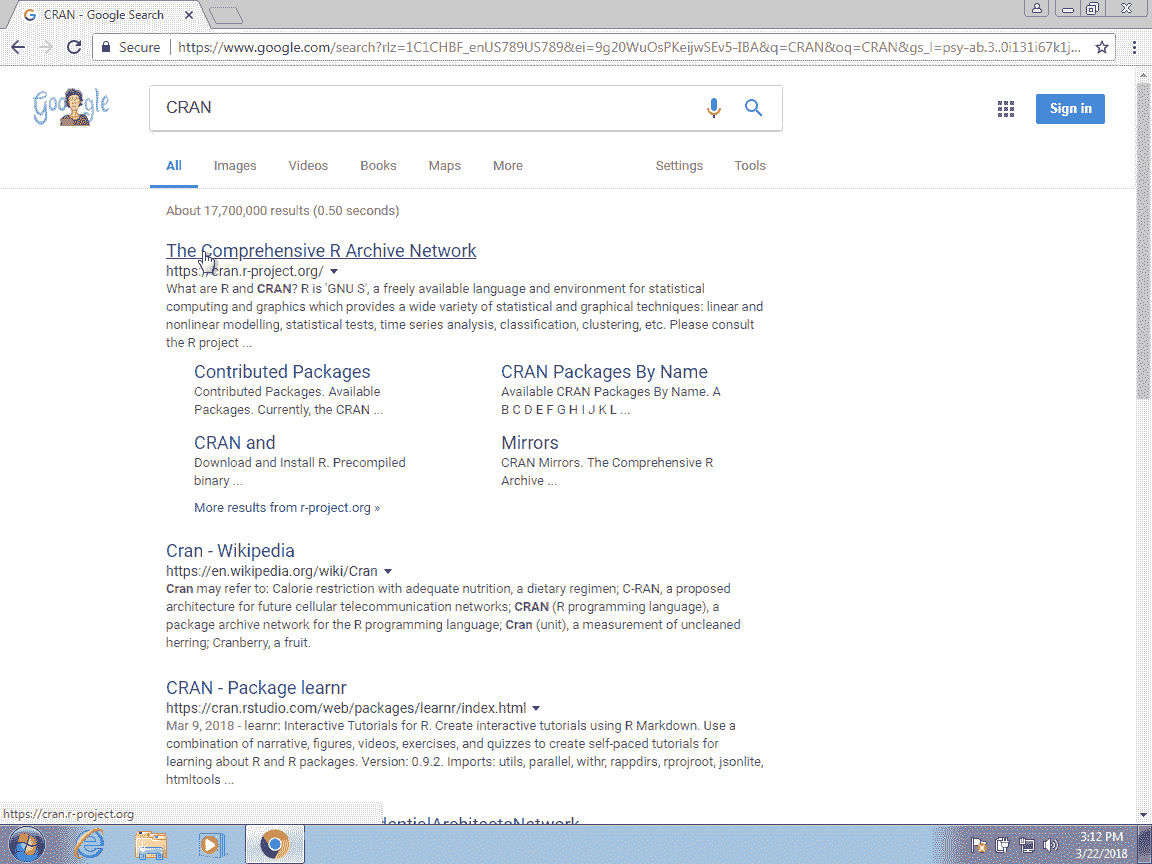 CRAN - Google Search
Secure
https://www.google.com/search?rlz=1C1CHBF_enUS789US789&ei=9g20WuOsPKeijwSEv5-IBA&q=CRAN&oq=CRAN&gs_l=psy-ab.3..0i131i67k1j...
Google
CRAN
Sign in
All Images Videos Books Maps More Settings Tools
About 17,700,000 results (0.50 seconds)
The Comprehensive R Archive Network
https://cran.r-project.org/
What are R and CRAN? R is 'GNU S', a freely available language and environment for statistical
computing and graphics which provides a wide variety of statistical and graphical techniques: linear and
nonlinear modelling, statistical tests, time series analysis, classification, clustering, etc. Please consult
the R project ...
Contributed Packages
Contributed Packages. Available
Packages. Currently, the CRAN ...
CRAN Packages By Name
Available CRAN Packages By Name. A
B C D E F G H I J K L ...
CRAN and
Download and Install R. Precompiled
binary ...
Mirrors
CRAN Mirrors. The Comprehensive R
Archive ...
More results from r-project.org »
Cran - Wikipedia
https://en.wikipedia.org/wiki/Cran
Cran may refer to: Calorie restriction with adequate nutrition, a dietary regimen; C-RAN, a proposed
architecture for future cellular telecommunication networks; CRAN (R programming language), a
package archive network for the R programming language; Cran (unit), a measurement of uncleaned
herring; Cranberry, a fruit.
CRAN - Package learnr
https://cran.rstudio.com/web/packages/learnr/index.html
Mar 9, 2018 - learnr: Interactive Tutorials for R. Create interactive tutorials using R Markdown. Use a
combination of narrative, figures, videos, exercises, and quizzes to create self-paced tutorials for
learning about R and R packages. Version: 0.9.2. Imports: utils, parallel, withr, rappdirs, rprojroot, jsonlite,
htmltools ...
https://cran.r-project.org
3:12 PM
3/22/2018